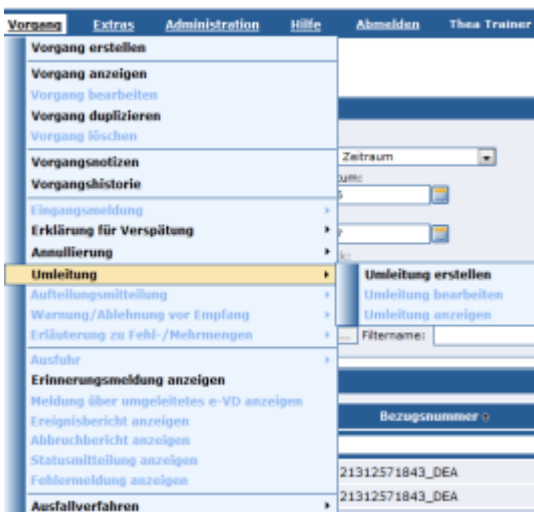 Vorgang Extras Administration Hilfe Abmelden Thea Trainer
Vorgang erstellen
Vorgang anzeigen
Vorgang bearbeiten
Vorgang duplizieren
Vorgang löschen
Vorgangsnotizen
Vorgangshistorie
Eingangsmeldung
Erklärung für Verspätung
Annullierung
Umleitung
Aufteilungsmitteilung
Warnung/Ablehnung vor Empfang
Erläuterung zu Fehl-/Mehrmengen
Ausfuhr
Erinnerungsmeldung anzeigen
Meldung über umgeleitetes e-VD anzeigen
Ereignisbericht anzeigen
Abbruchbericht anzeigen
Statusmitteilung anzeigen
Fehlermeldung anzeigen
Ausfallverfahren
Zeitraum
Umleitung erstellen
Umleitung bearbeiten
Umleitung anzeigen
... Filtername:
Bezugsnummer
21312571843_DEA
21312571843_DEA